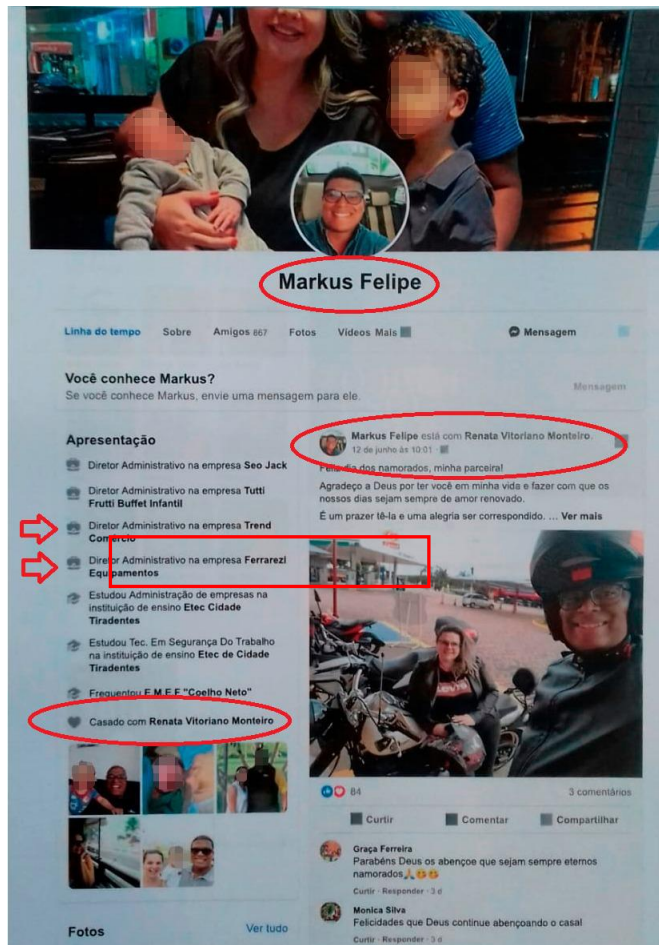 Markus Felipe
Linha do tempo Sobre Amigos 867 Fotos Vídeos Mais Mensagem
Você conhece Markus?
Se você conhece Markus, envie uma mensagem para ele.
Mensagem
Apresentação
Diretor Administrativo na empresa Seo Jack
Diretor Administrativo na empresa Tutti
Frutti Buffet Infantil
Diretor Administrativo na empresa Trend
Comércio
Diretor Administrativo na empresa Ferrarezi
Equipamentos
Estudou Administração de empresas na
instituição de ensino Etec Cidade
Tiradentes
Estudou Tec. Em Segurança Do Trabalho
na instituição de ensino Etec de Cidade
Tiradentes
Frequentou E.M.E.F "Coelho Neto"
Casado com Renata Vitoriano Monteiro
Fotos Ver tudo
Markus Felipe está com Renata Vitoriano Monteiro.
12 de junho às 10:01
Feliz dia dos namorados, minha parceira!
Agradeço a Deus por ter você em minha vida e fazer com que os
nossos dias sejam sempre de amor renovado.
É um prazer tê-la e uma alegria ser correspondido. ... Ver mais
84 3 comentários
Curtir Comentar Compartilhar
Graça Ferreira
Parabéns Deus os abençoe que sejam sempre eternos
namorados
Curtir · Responder · 3 d
Monica Silva
Felicidades que Deus continue abençoando o casal
Curtir · Responder · 3 d